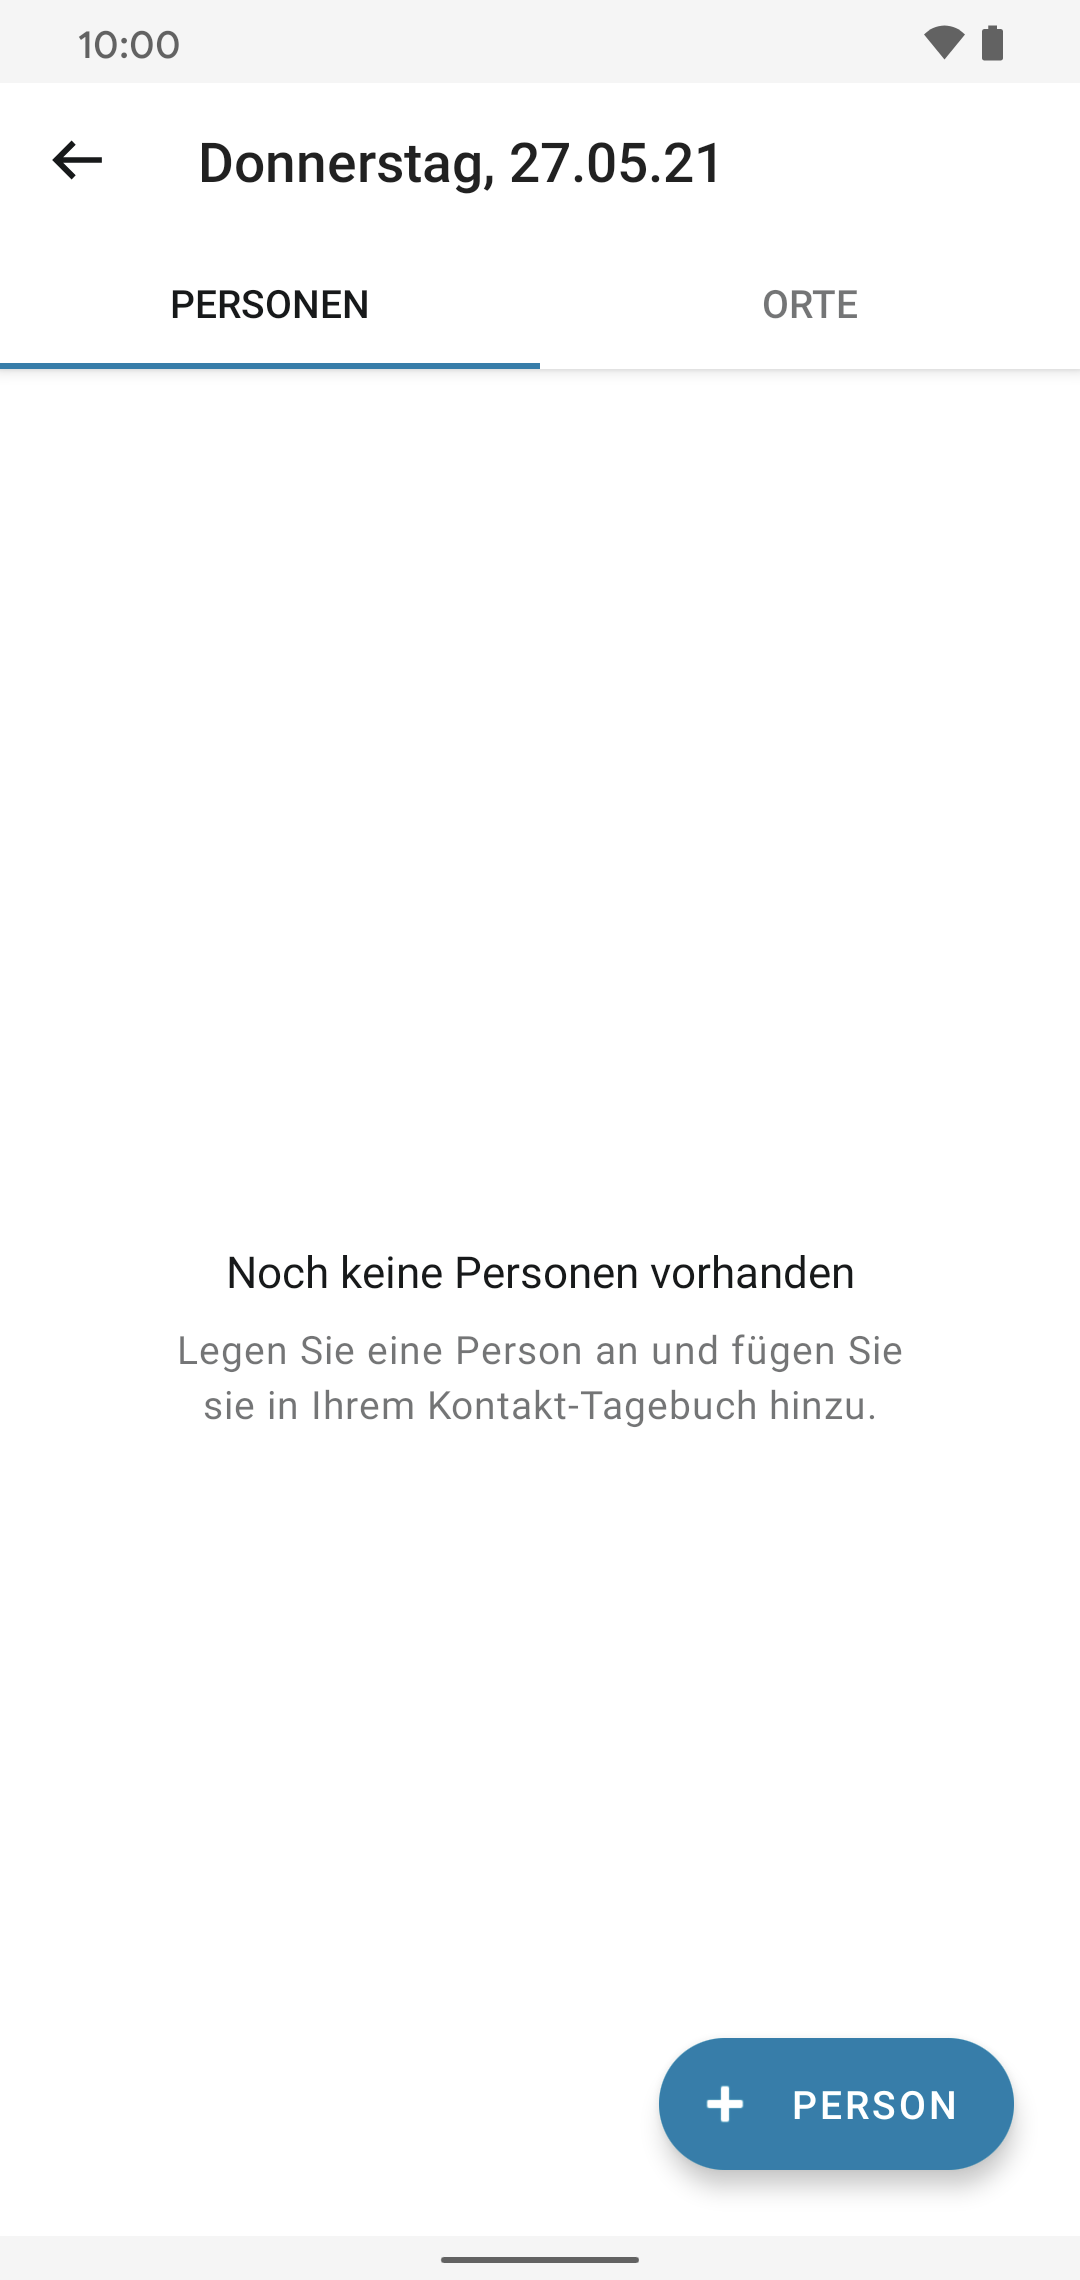 10:00
Donnerstag, 27.05.21
PERSONEN
ORTE
Noch keine Personen vorhanden
Legen Sie eine Person an und fügen Sie
sie in Ihrem Kontakt-Tagebuch hinzu.
PERSON